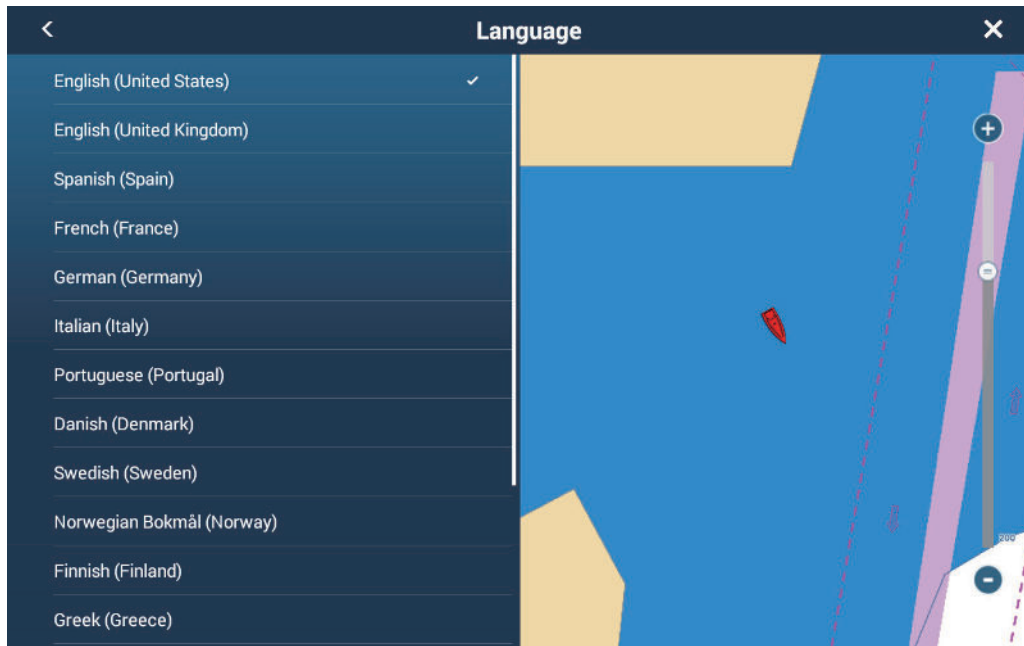 Language
English (United States)
English (United Kingdom)
Spanish (Spain)
French (France)
German (Germany)
Italian (Italy)
Portuguese (Portugal)
Danish (Denmark)
Swedish (Sweden)
Norwegian Bokmål (Norway)
Finnish (Finland)
Greek (Greece)
200